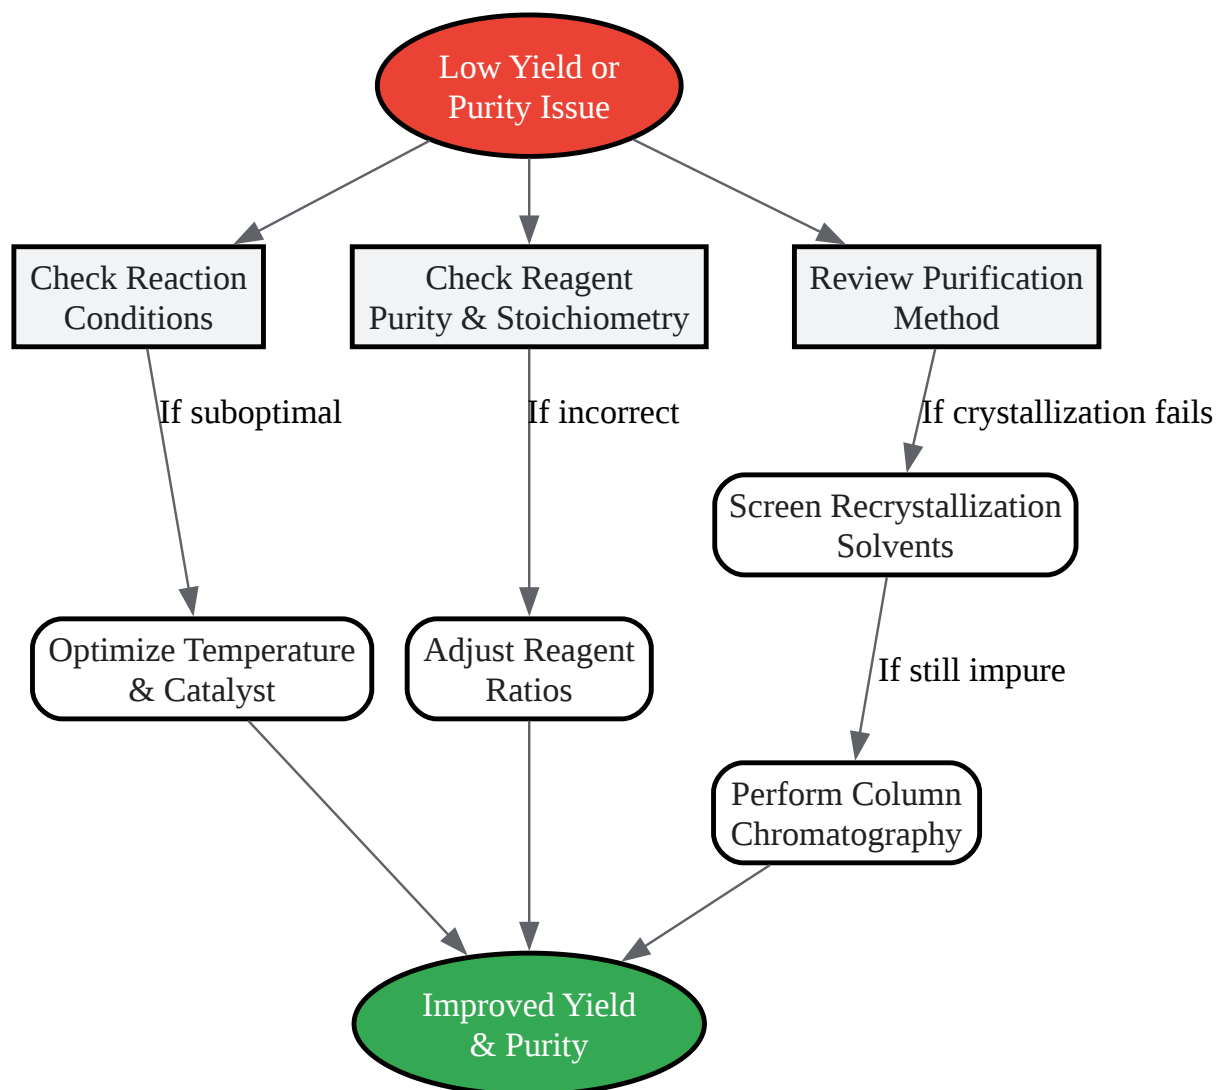 Low Yield or
Purity Issue
Check Reaction
Conditions
Check Reagent
Purity & Stoichiometry
Review Purification
Method
If suboptimal
If incorrect
If crystallization fails
Screen Recrystallization
Solvents
Optimize Temperature
& Catalyst
Adjust Reagent
Ratios
If still impure
Perform Column
Chromatography
Improved Yield
& Purity